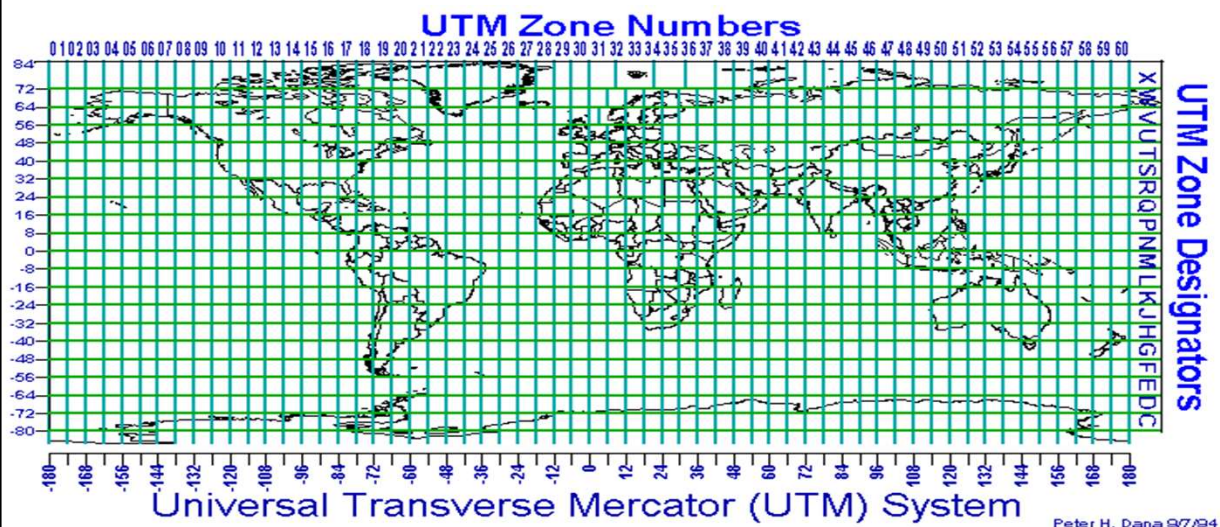 UTM Zone Numbers
01 02 03 04 05 06 07 08 09 10 11 12 13 14 15 16 17 18 19 20 21 22 23 24 25 26 27 28 29 30 31 32 33 34 35 36 37 38 39 40 41 42 43 44 45 46 47 48 49 50 51 52 53 54 55 56 57 58 59 60
84
72
64
56
48
40
32
24
16
8
0
-8
-16
-24
-32
-40
-48
-56
-64
-72
-80
X
W
V
U
T
S
R
Q
P
N
M
L
K
J
H
G
F
E
D
C
UTM Zone Designators
-180 -168 -156 -144 -132 -120 -108 -96 -84 -72 -60 -48 -36 -24 -12 0 12 24 36 48 60 72 84 96 108 120 132 144 156 168 180
Universal Transverse Mercator (UTM) System
Peter H. Dana 9/7/94